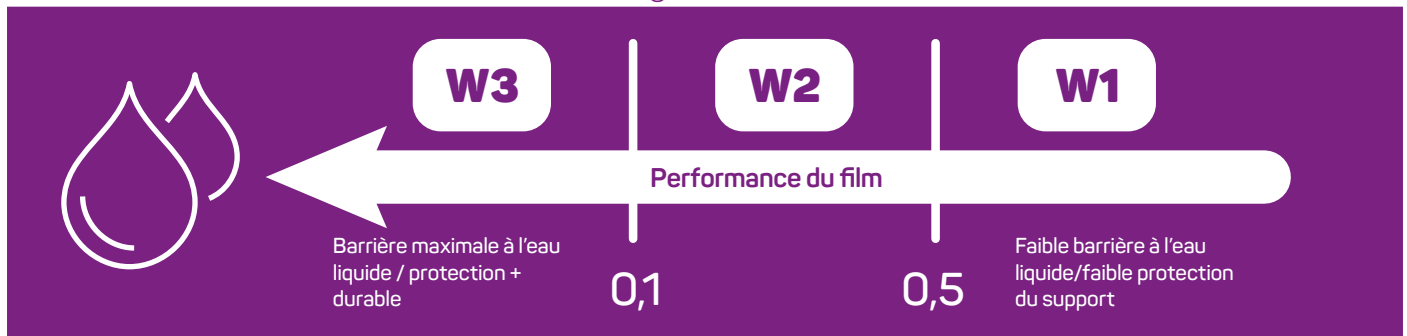 W3
W2
W1
Performance du film
Barrière maximale à l'eau
liquide / protection +
durable
0,1
0,5
Faible barrière à l'eau
liquide/faible protection
du support